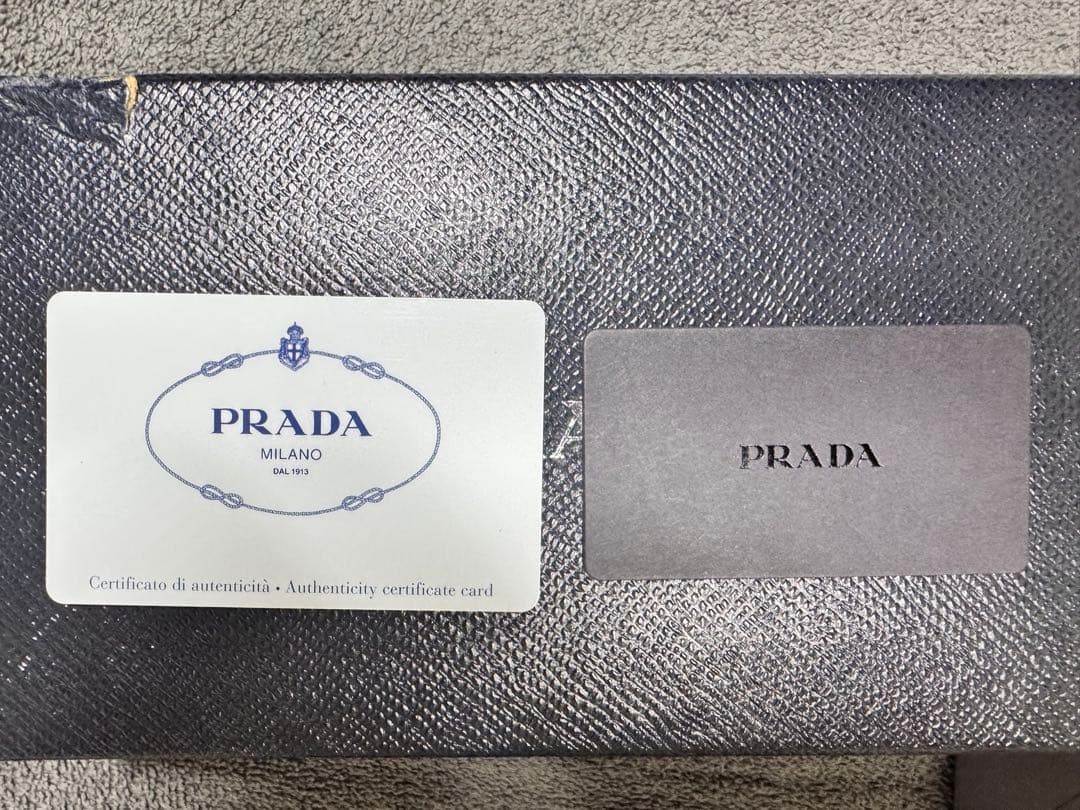 PRADA
MILANO
DAL 1913
Certificato di autenticità • Authenticity certificate card
PRADA